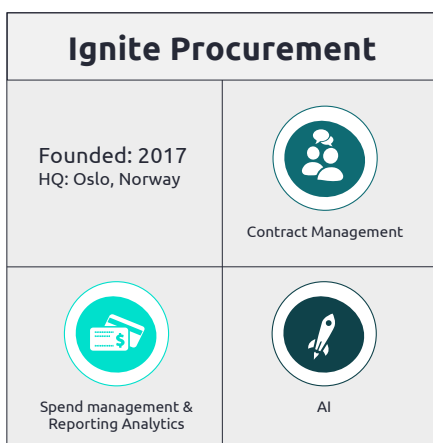 Ignite Procurement
Founded: 2017
HQ: Oslo, Norway
Contract Management
$
Spend management &
Reporting Analytics
AI